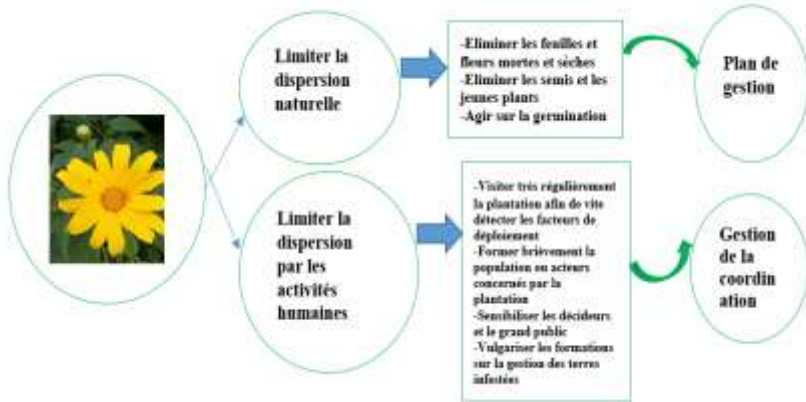 Limiter la
dispersion
naturelle
-Eliminer les feuilles et
fleurs mortes et sèches
-Eliminer les semis et les
jeunes plants
-Agir sur la germination
Plan de
gestion
Limiter la
dispersion
par les
activités
humaines
-Visiter très régulièrement
la plantation afin de vite
détecter les facteurs de
déploiement
-Former brièvement la
population ou acteurs
concernés par la
plantation
-Sensibiliser les décideurs
et le grand public
-Vulgariser les formations
sur la gestion des terres
infestées
Gestion
de la
coordin
ation